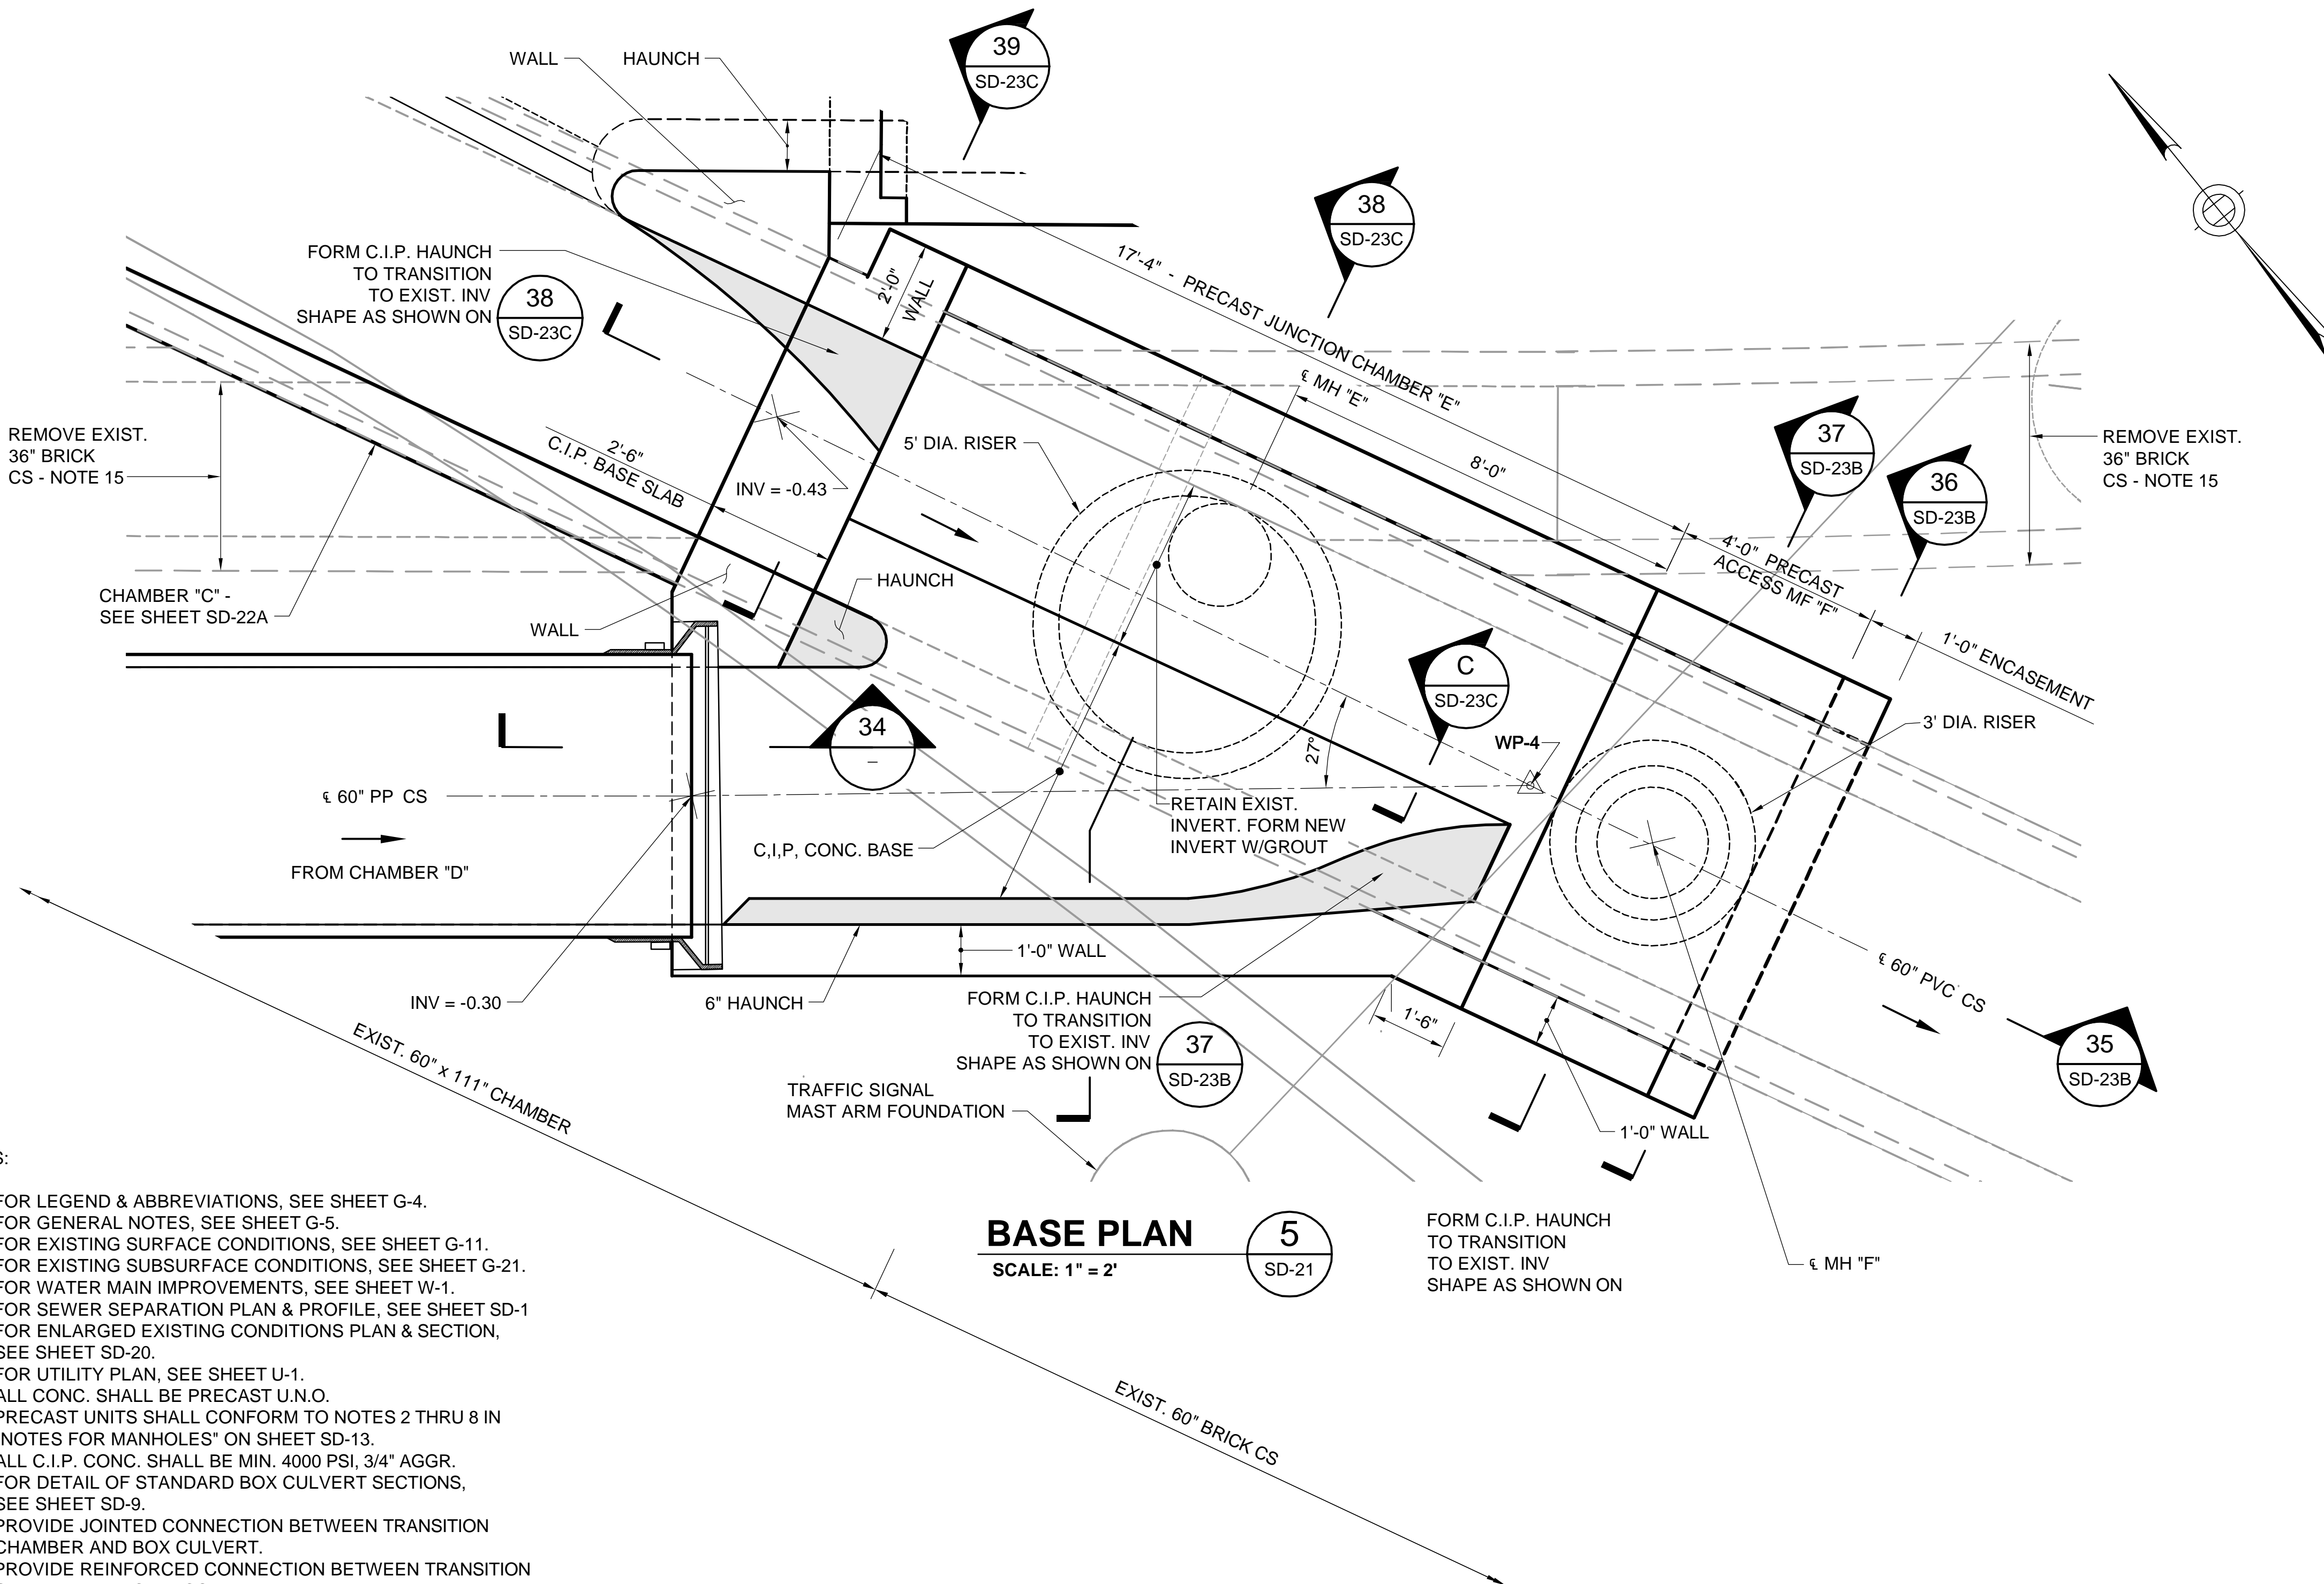 39
SD-23C
WALL
HAUNCH
38
SD-23C
FORM C.I.P. HAUNCH
TO TRANSITION
TO EXIST. INV
SHAPE AS SHOWN ON
38
SD-23C
2'-0"
WALL
17'-4" - PRECAST JUNCTION CHAMBER "E"
℄ MH "E"
8'-0"
5' DIA. RISER
REMOVE EXIST.
36" BRICK
CS - NOTE 15
2'-6"
C.I.P. BASE SLAB
INV = -0.43
37
SD-23B
36
SD-23B
REMOVE EXIST.
36" BRICK
CS - NOTE 15
4'-0" PRECAST
ACCESS MF "F"
1'-0" ENCASEMENT
CHAMBER "C" -
SEE SHEET SD-22A
HAUNCH
WALL
C
SD-23C
34
–
27°
WP-4
3' DIA. RISER
℄ 60" PP CS
FROM CHAMBER "D"
RETAIN EXIST.
INVERT. FORM NEW
INVERT W/GROUT
C,I,P, CONC. BASE
1'-0" WALL
INV = -0.30
6" HAUNCH
FORM C.I.P. HAUNCH
TO TRANSITION
TO EXIST. INV
SHAPE AS SHOWN ON
37
SD-23B
1'-6"
℄ 60" PVC CS
35
SD-23B
EXIST. 60" x 111" CHAMBER
TRAFFIC SIGNAL
MAST ARM FOUNDATION
1'-0" WALL
℄ MH "F"
FORM C.I.P. HAUNCH
TO TRANSITION
TO EXIST. INV
SHAPE AS SHOWN ON
BASE PLAN
SCALE: 1" = 2'
5
SD-21
EXIST. 60" BRICK CS
S:
FOR LEGEND & ABBREVIATIONS, SEE SHEET G-4.
FOR GENERAL NOTES, SEE SHEET G-5.
FOR EXISTING SURFACE CONDITIONS, SEE SHEET G-11.
FOR EXISTING SUBSURFACE CONDITIONS, SEE SHEET G-21.
FOR WATER MAIN IMPROVEMENTS, SEE SHEET W-1.
FOR SEWER SEPARATION PLAN & PROFILE, SEE SHEET SD-1
FOR ENLARGED EXISTING CONDITIONS PLAN & SECTION,
SEE SHEET SD-20.
FOR UTILITY PLAN, SEE SHEET U-1.
ALL CONC. SHALL BE PRECAST U.N.O.
PRECAST UNITS SHALL CONFORM TO NOTES 2 THRU 8 IN
"NOTES FOR MANHOLES" ON SHEET SD-13.
ALL C.I.P. CONC. SHALL BE MIN. 4000 PSI, 3/4" AGGR.
FOR DETAIL OF STANDARD BOX CULVERT SECTIONS,
SEE SHEET SD-9.
PROVIDE JOINTED CONNECTION BETWEEN TRANSITION
CHAMBER AND BOX CULVERT.
PROVIDE REINFORCED CONNECTION BETWEEN TRANSITION